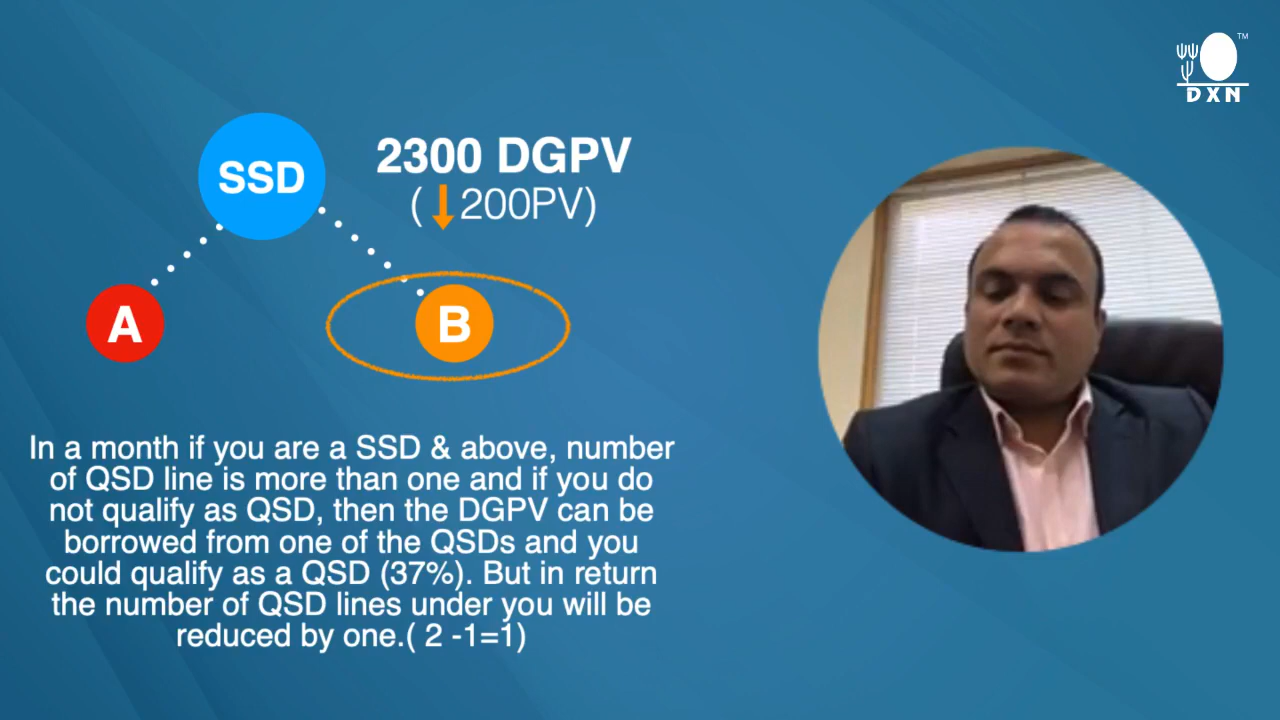 DXN
TM
SSD
2300 DGPV
(↓200PV)
A
B
In a month if you are a SSD & above, number
of QSD line is more than one and if you do
not qualify as QSD, then the DGPV can be
borrowed from one of the QSDs and you
could qualify as a QSD (37%). But in return
the number of QSD lines under you will be
reduced by one.( 2 -1=1)